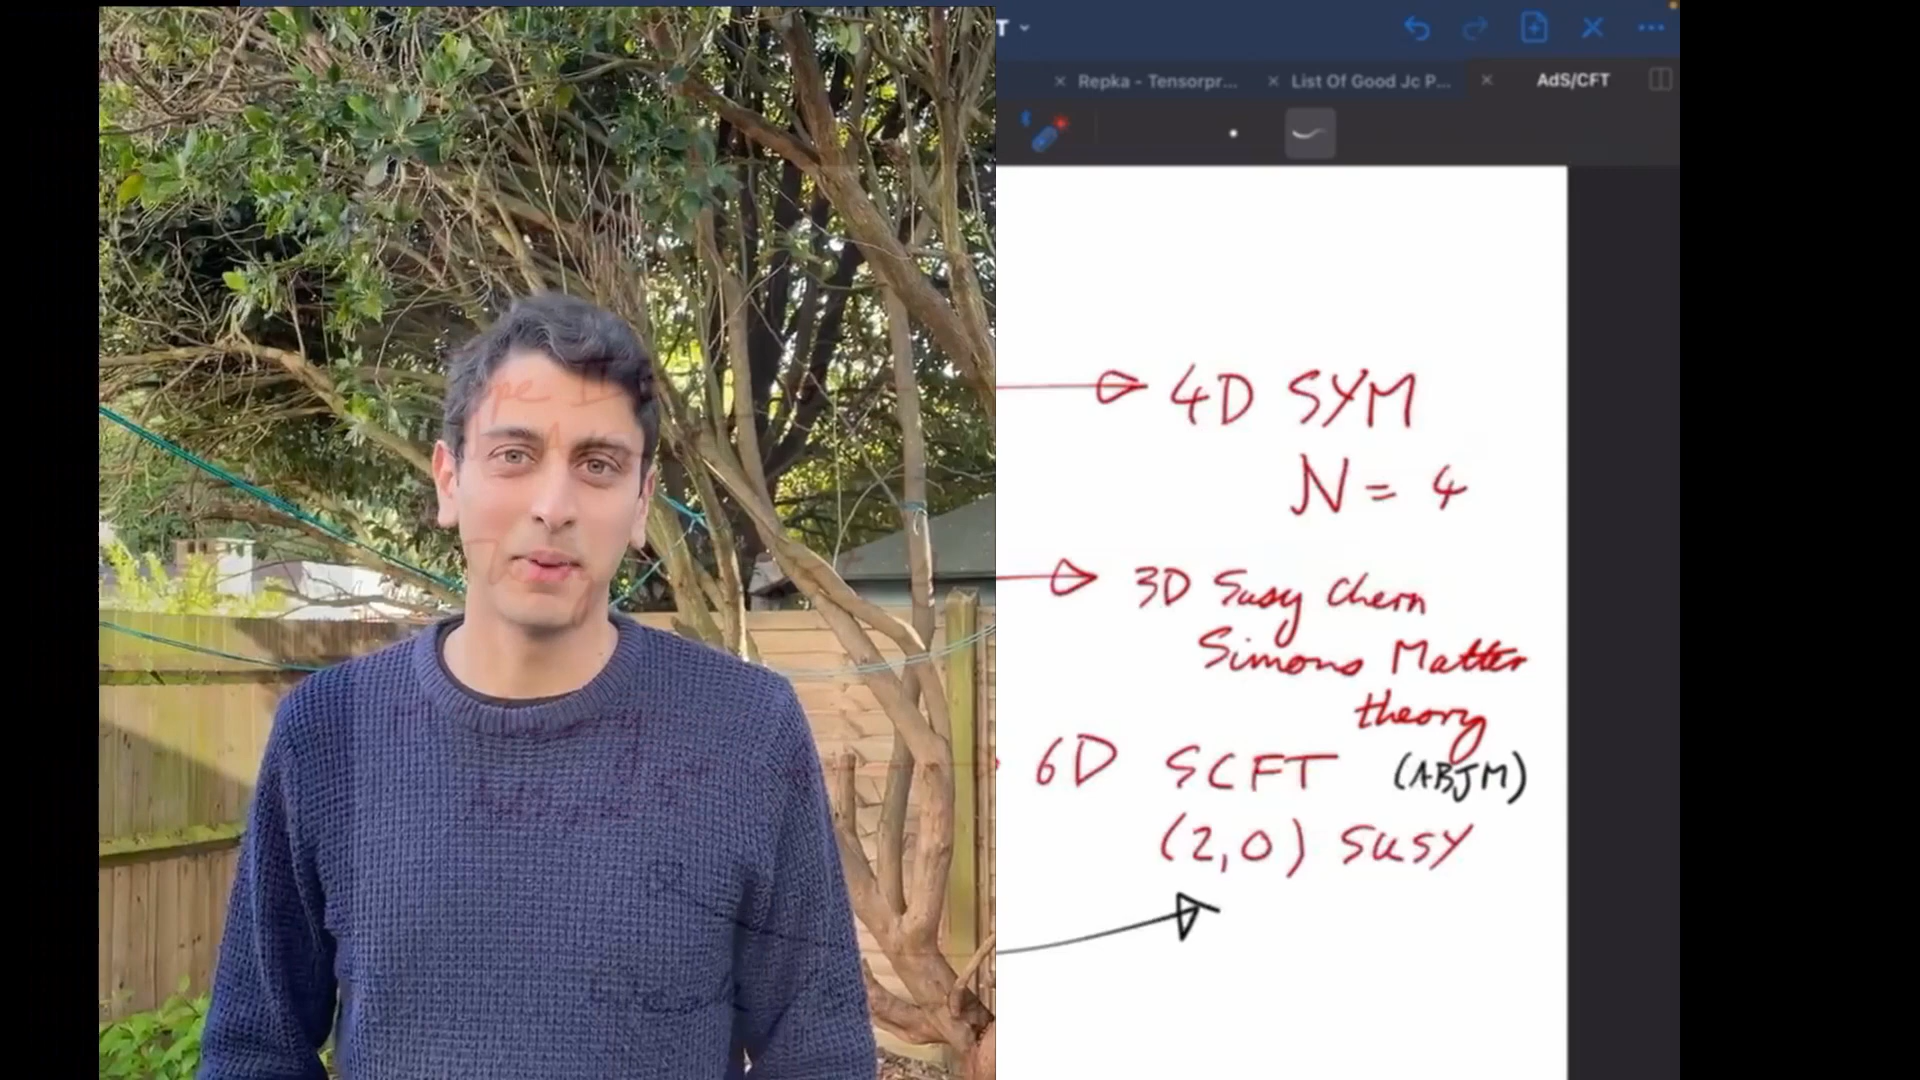 T
Repka - Tensorpr... List Of Good Jc P... AdS/CFT
4D SYM
N = 4
3D Susy Chern
Simons Matter
theory
6D SCFT (ABJM)
(2,0) SUSY